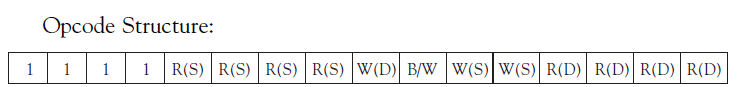 Opcode Structure:
1 1 1 1 R(S) R(S) R(S) R(S) W(D) B/W W(S) W(S) R(D) R(D) R(D) R(D)